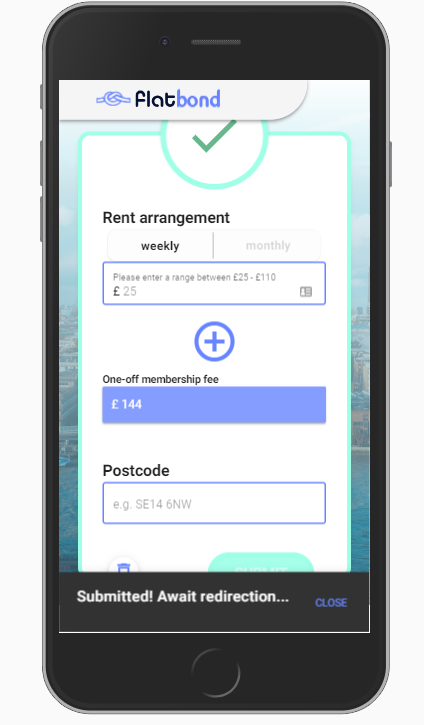 flatbond
Rent arrangement
weekly monthly
Please enter a range between £25 - £110
£ 25
One-off membership fee
£ 144
Postcode
e.g. SE14 6NW
Submitted! Await redirection...
CLOSE